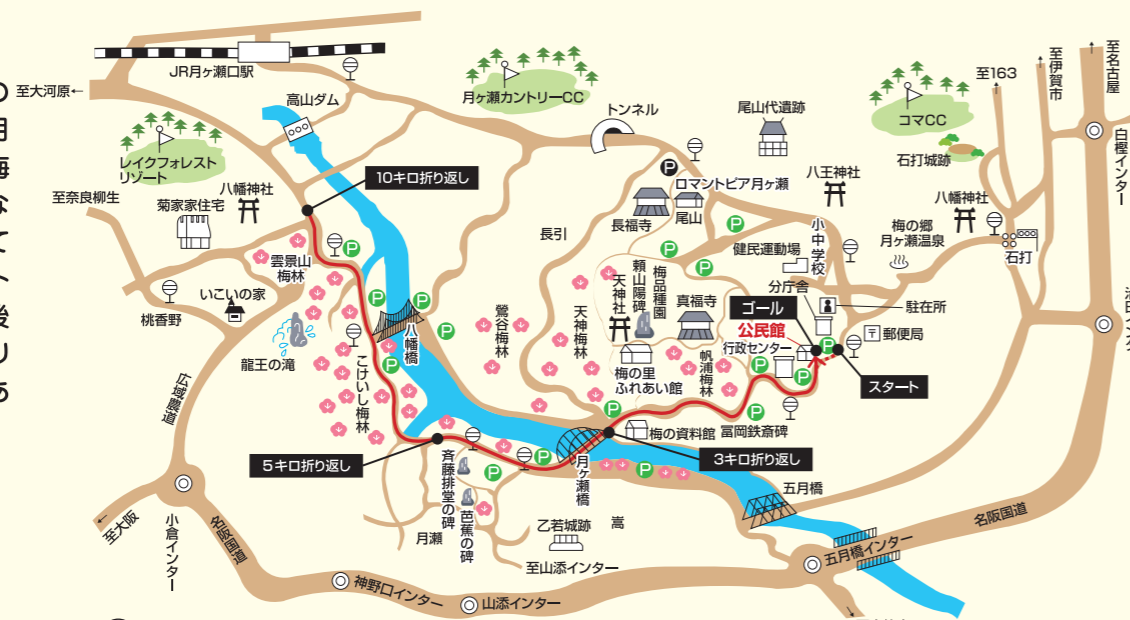 JR月ヶ瀬口駅
至大河原←
高山ダム
月ヶ瀬カントリーCC
トンネル
尾山代遺跡
至163
至伊賀市
至名古屋
コマCC
白樫インター
石打城跡
レイクフォレスト
リゾート
10キロ折り返し
八幡神社
至奈良柳生
菊家家住宅
P
ロマントピア月ヶ瀬
長福寺
尾山
八王神社
八幡神社
梅の郷
月ヶ瀬温泉
石打
小中学校
健民運動場
長引
雲景山
梅林
いこいの家
桃香野
龍王の滝
八幡橋
こけいし梅林
鶯谷梅林
天神梅林
天神社
頼山陽碑
梅品種園
真福寺
分庁舎
ゴール
公民館
行政センター
駐在所
〒郵便局
スタート
梅の里
ふれあい館
帆浦梅林
広域農道
梅の資料館
冨岡鉄斎碑
3キロ折り返し
5キロ折り返し
月ヶ瀬橋
斉藤排堂の碑
芭蕉の碑
月瀬
乙若城跡
嵩
至山添インター
五月橋
名阪国道
五月橋インター
至大阪
小倉インター
名阪国道
神野口インター
山添インター